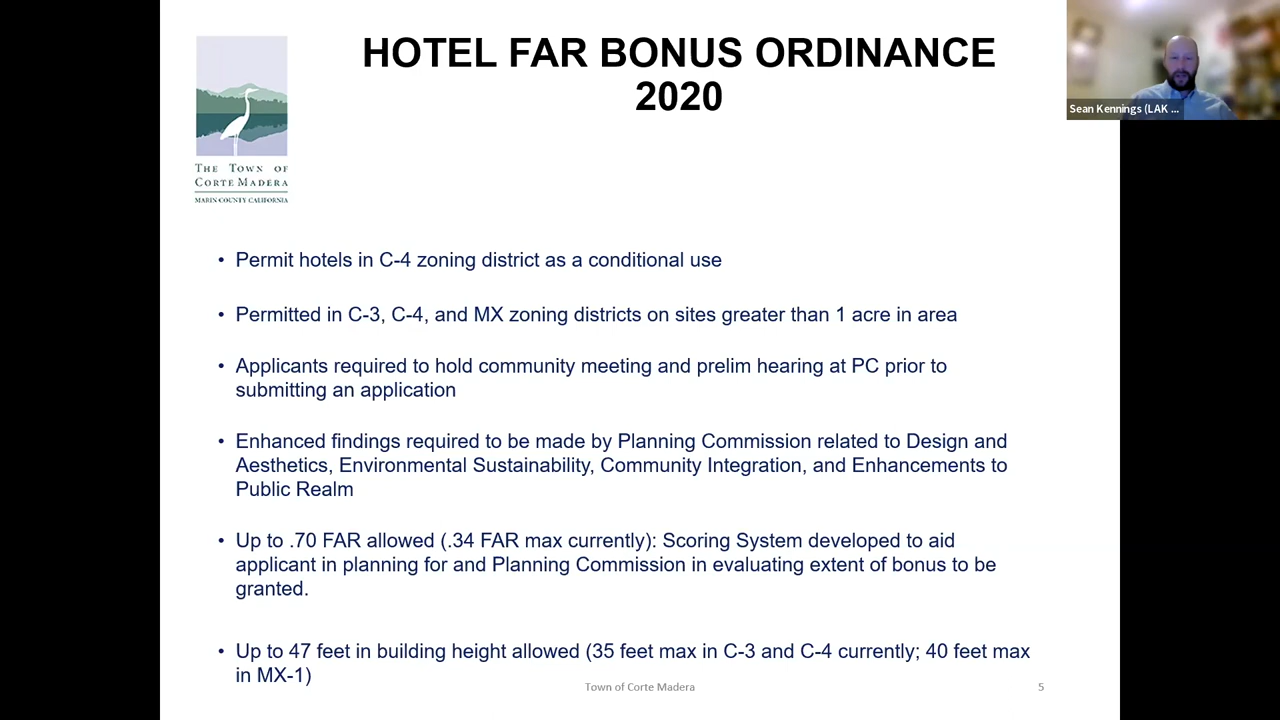 HOTEL FAR BONUS ORDINANCE
2020
Sean Kennings (LAK ...
THE TOWN OF
CORTE MADERA
MARIN COUNTY CALIFORNIA
• Permit hotels in C-4 zoning district as a conditional use
• Permitted in C-3, C-4, and MX zoning districts on sites greater than 1 acre in area
• Applicants required to hold community meeting and prelim hearing at PC prior to
submitting an application
• Enhanced findings required to be made by Planning Commission related to Design and
Aesthetics, Environmental Sustainability, Community Integration, and Enhancements to
Public Realm
• Up to .70 FAR allowed (.34 FAR max currently): Scoring System developed to aid
applicant in planning for and Planning Commission in evaluating extent of bonus to be
granted.
• Up to 47 feet in building height allowed (35 feet max in C-3 and C-4 currently; 40 feet max
in MX-1)
Town of Corte Madera
5